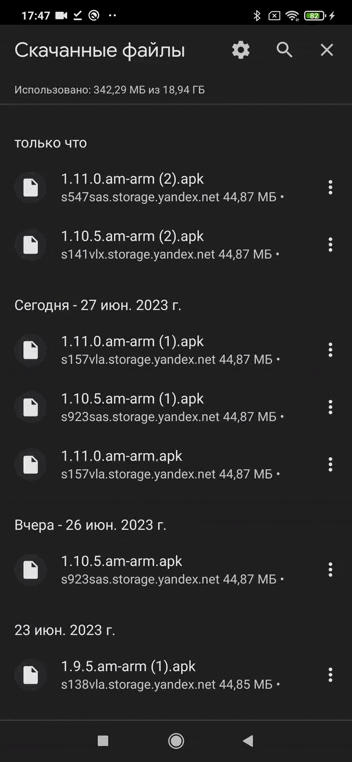 17:47
82
Скачанные файлы
Использовано: 342,29 МБ из 18,94 ГБ
только что
1.11.0.am-arm (2).apk
s547sas.storage.yandex.net 44,87 МБ •
1.10.5.am-arm (2).apk
s141vlx.storage.yandex.net 44,87 МБ •
Сегодня - 27 июн. 2023 г.
1.11.0.am-arm (1).apk
s157vla.storage.yandex.net 44,87 МБ •
1.10.5.am-arm (1).apk
s923sas.storage.yandex.net 44,87 МБ •
1.11.0.am-arm.apk
s157vla.storage.yandex.net 44,87 МБ •
Вчера - 26 июн. 2023 г.
1.10.5.am-arm.apk
s923sas.storage.yandex.net 44,87 МБ •
23 июн. 2023 г.
1.9.5.am-arm (1).apk
s138vla.storage.yandex.net 44,85 МБ •